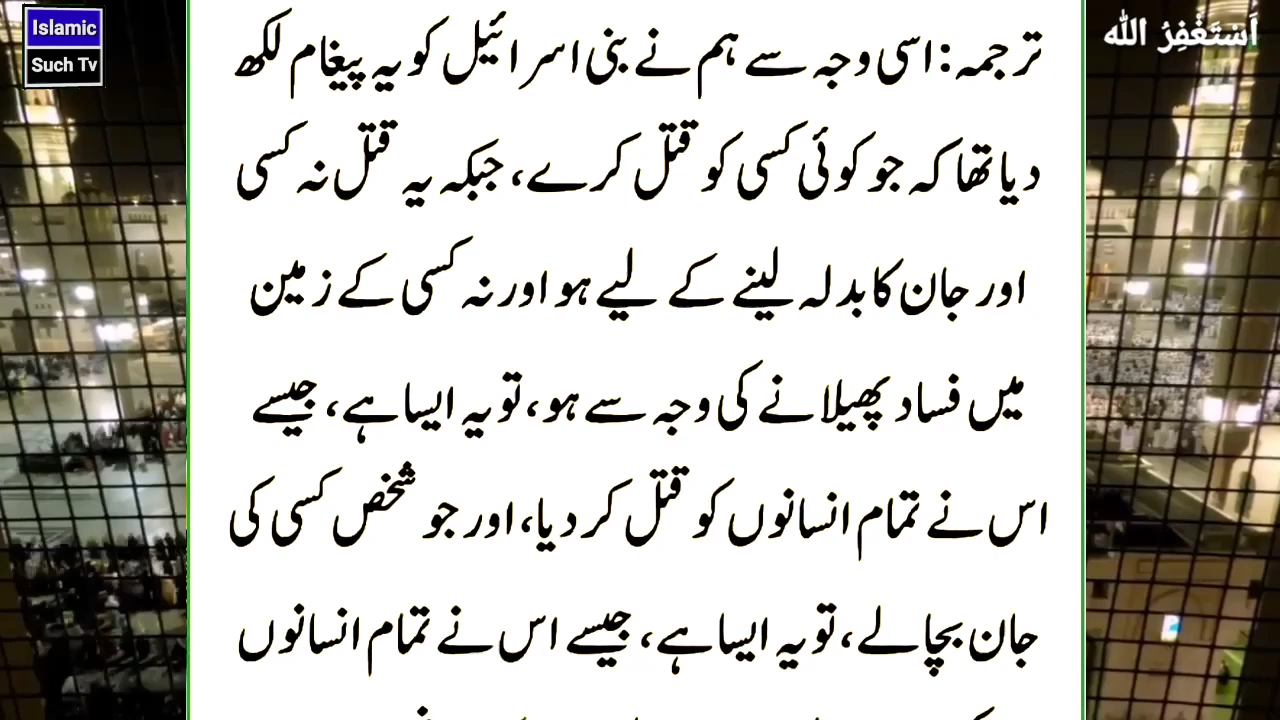 Islamic
Such Tv
اَسْتَغْفِرُ الله
ترجمہ: اسی وجہ سے ہم نے بنی اسرائیل کو یہ پیغام لکھ
دیا تھا کہ جو کوئی کسی کو قتل کرے، جبکہ یہ قتل نہ کسی
اور جان کا بدلہ لینے کے لیے ہو اور نہ کسی کے زمین
میں فساد پھیلانے کی وجہ سے ہو، تو یہ ایسا ہے، جیسے
اس نے تمام انسانوں کو قتل کر دیا، اور جو شخص کسی کی
جان بچالے، تو یہ ایسا ہے، جیسے اس نے تمام انسانوں